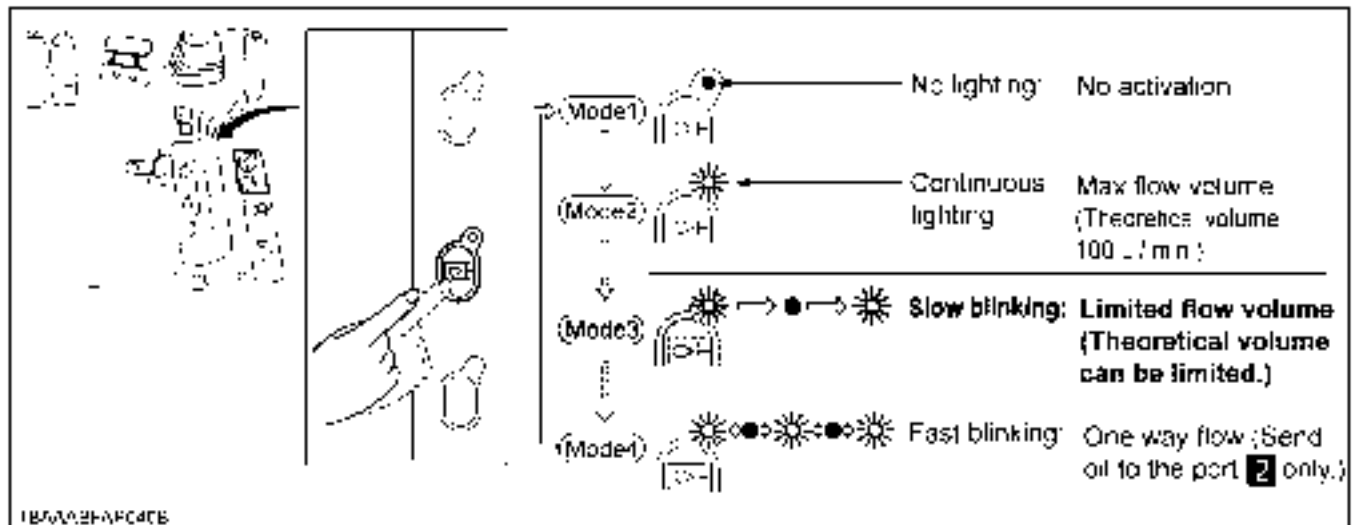 Mode1
No lighting: No activation
Mode2
Continuous lighting
Max flow volume
(Theoretical volume
100 L / min.)
Mode3
Slow blinking:
Limited flow volume
(Theoretical volume
can be limited.)
Mode4
Fast blinking:
One way flow (Send
oil to the port 2 only.)